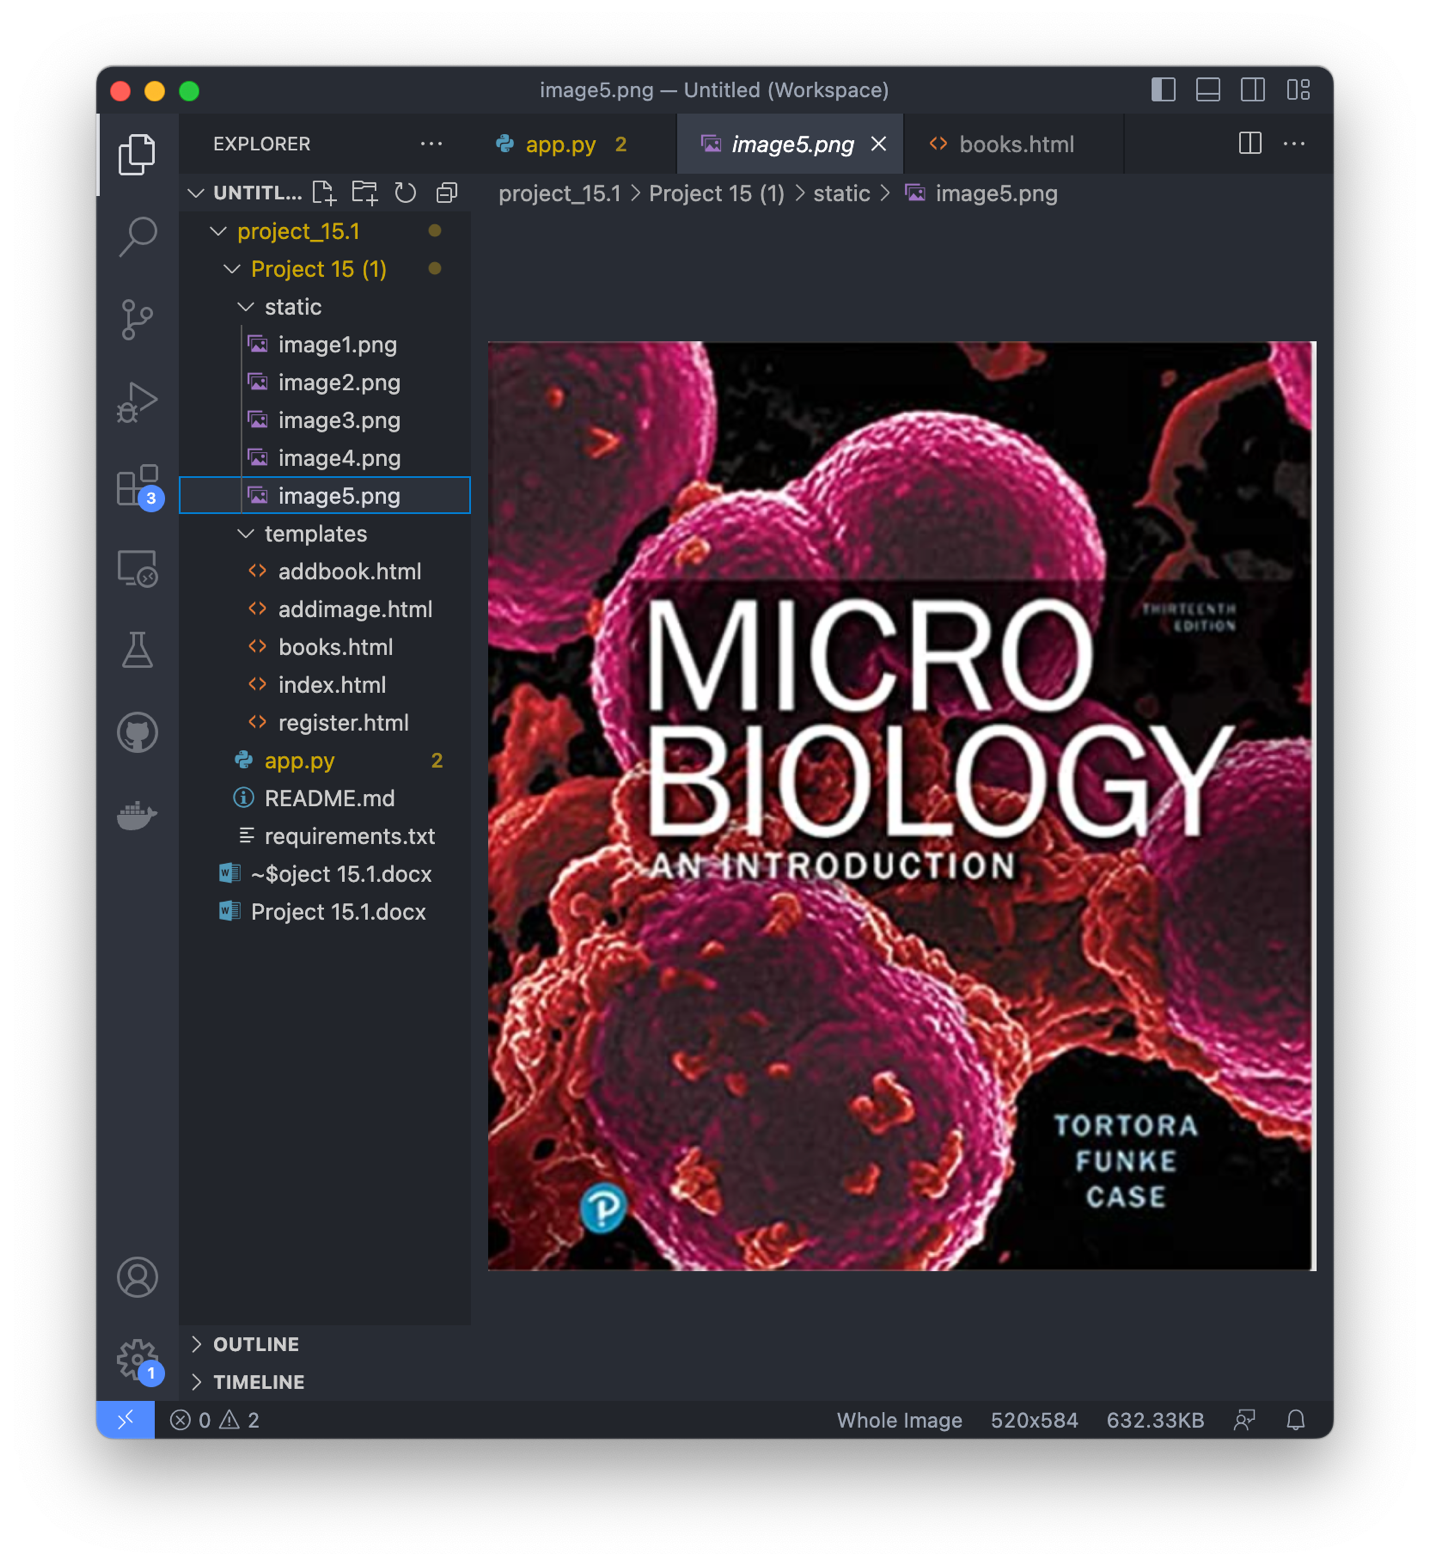 image5.png — Untitled (Workspace)
EXPLORER
app.py 2
image5.png
books.html
UNTITL...
project_15.1 > Project 15 (1) > static > image5.png
project_15.1
Project 15 (1)
static
image1.png
image2.png
image3.png
image4.png
image5.png
templates
addbook.html
addimage.html
books.html
index.html
register.html
app.py 2
README.md
requirements.txt
~$oject 15.1.docx
Project 15.1.docx
3
MICRO
THIRTEENTH
EDITION
BIOLOGY
AN INTRODUCTION
TORTORA
FUNKE
CASE
P
OUTLINE
TIMELINE
1
0 2
Whole Image 520x584 632.33KB